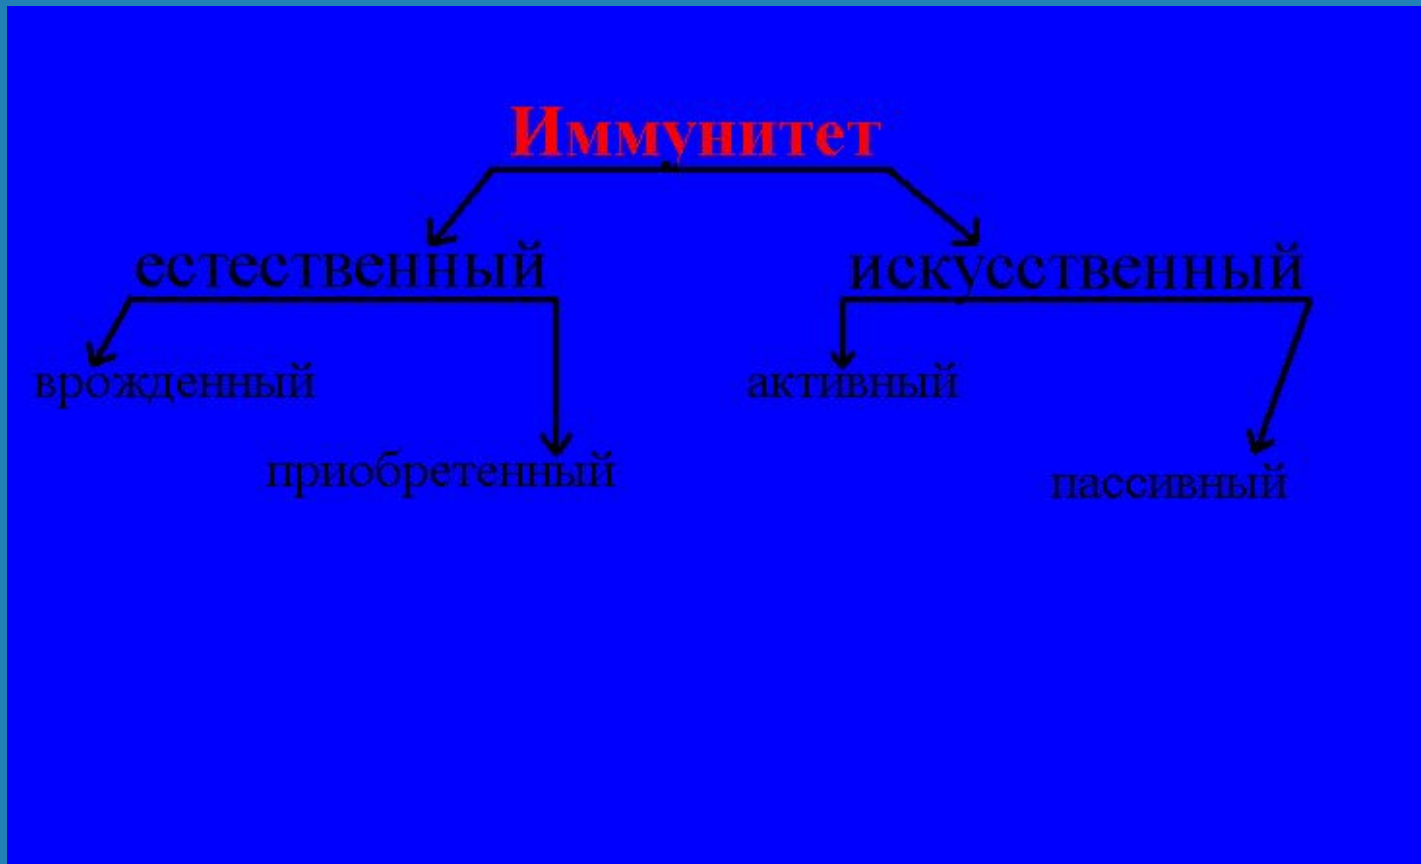 Иммунитет
естественный искусственный
врожденный активный
приобретенный пассивный